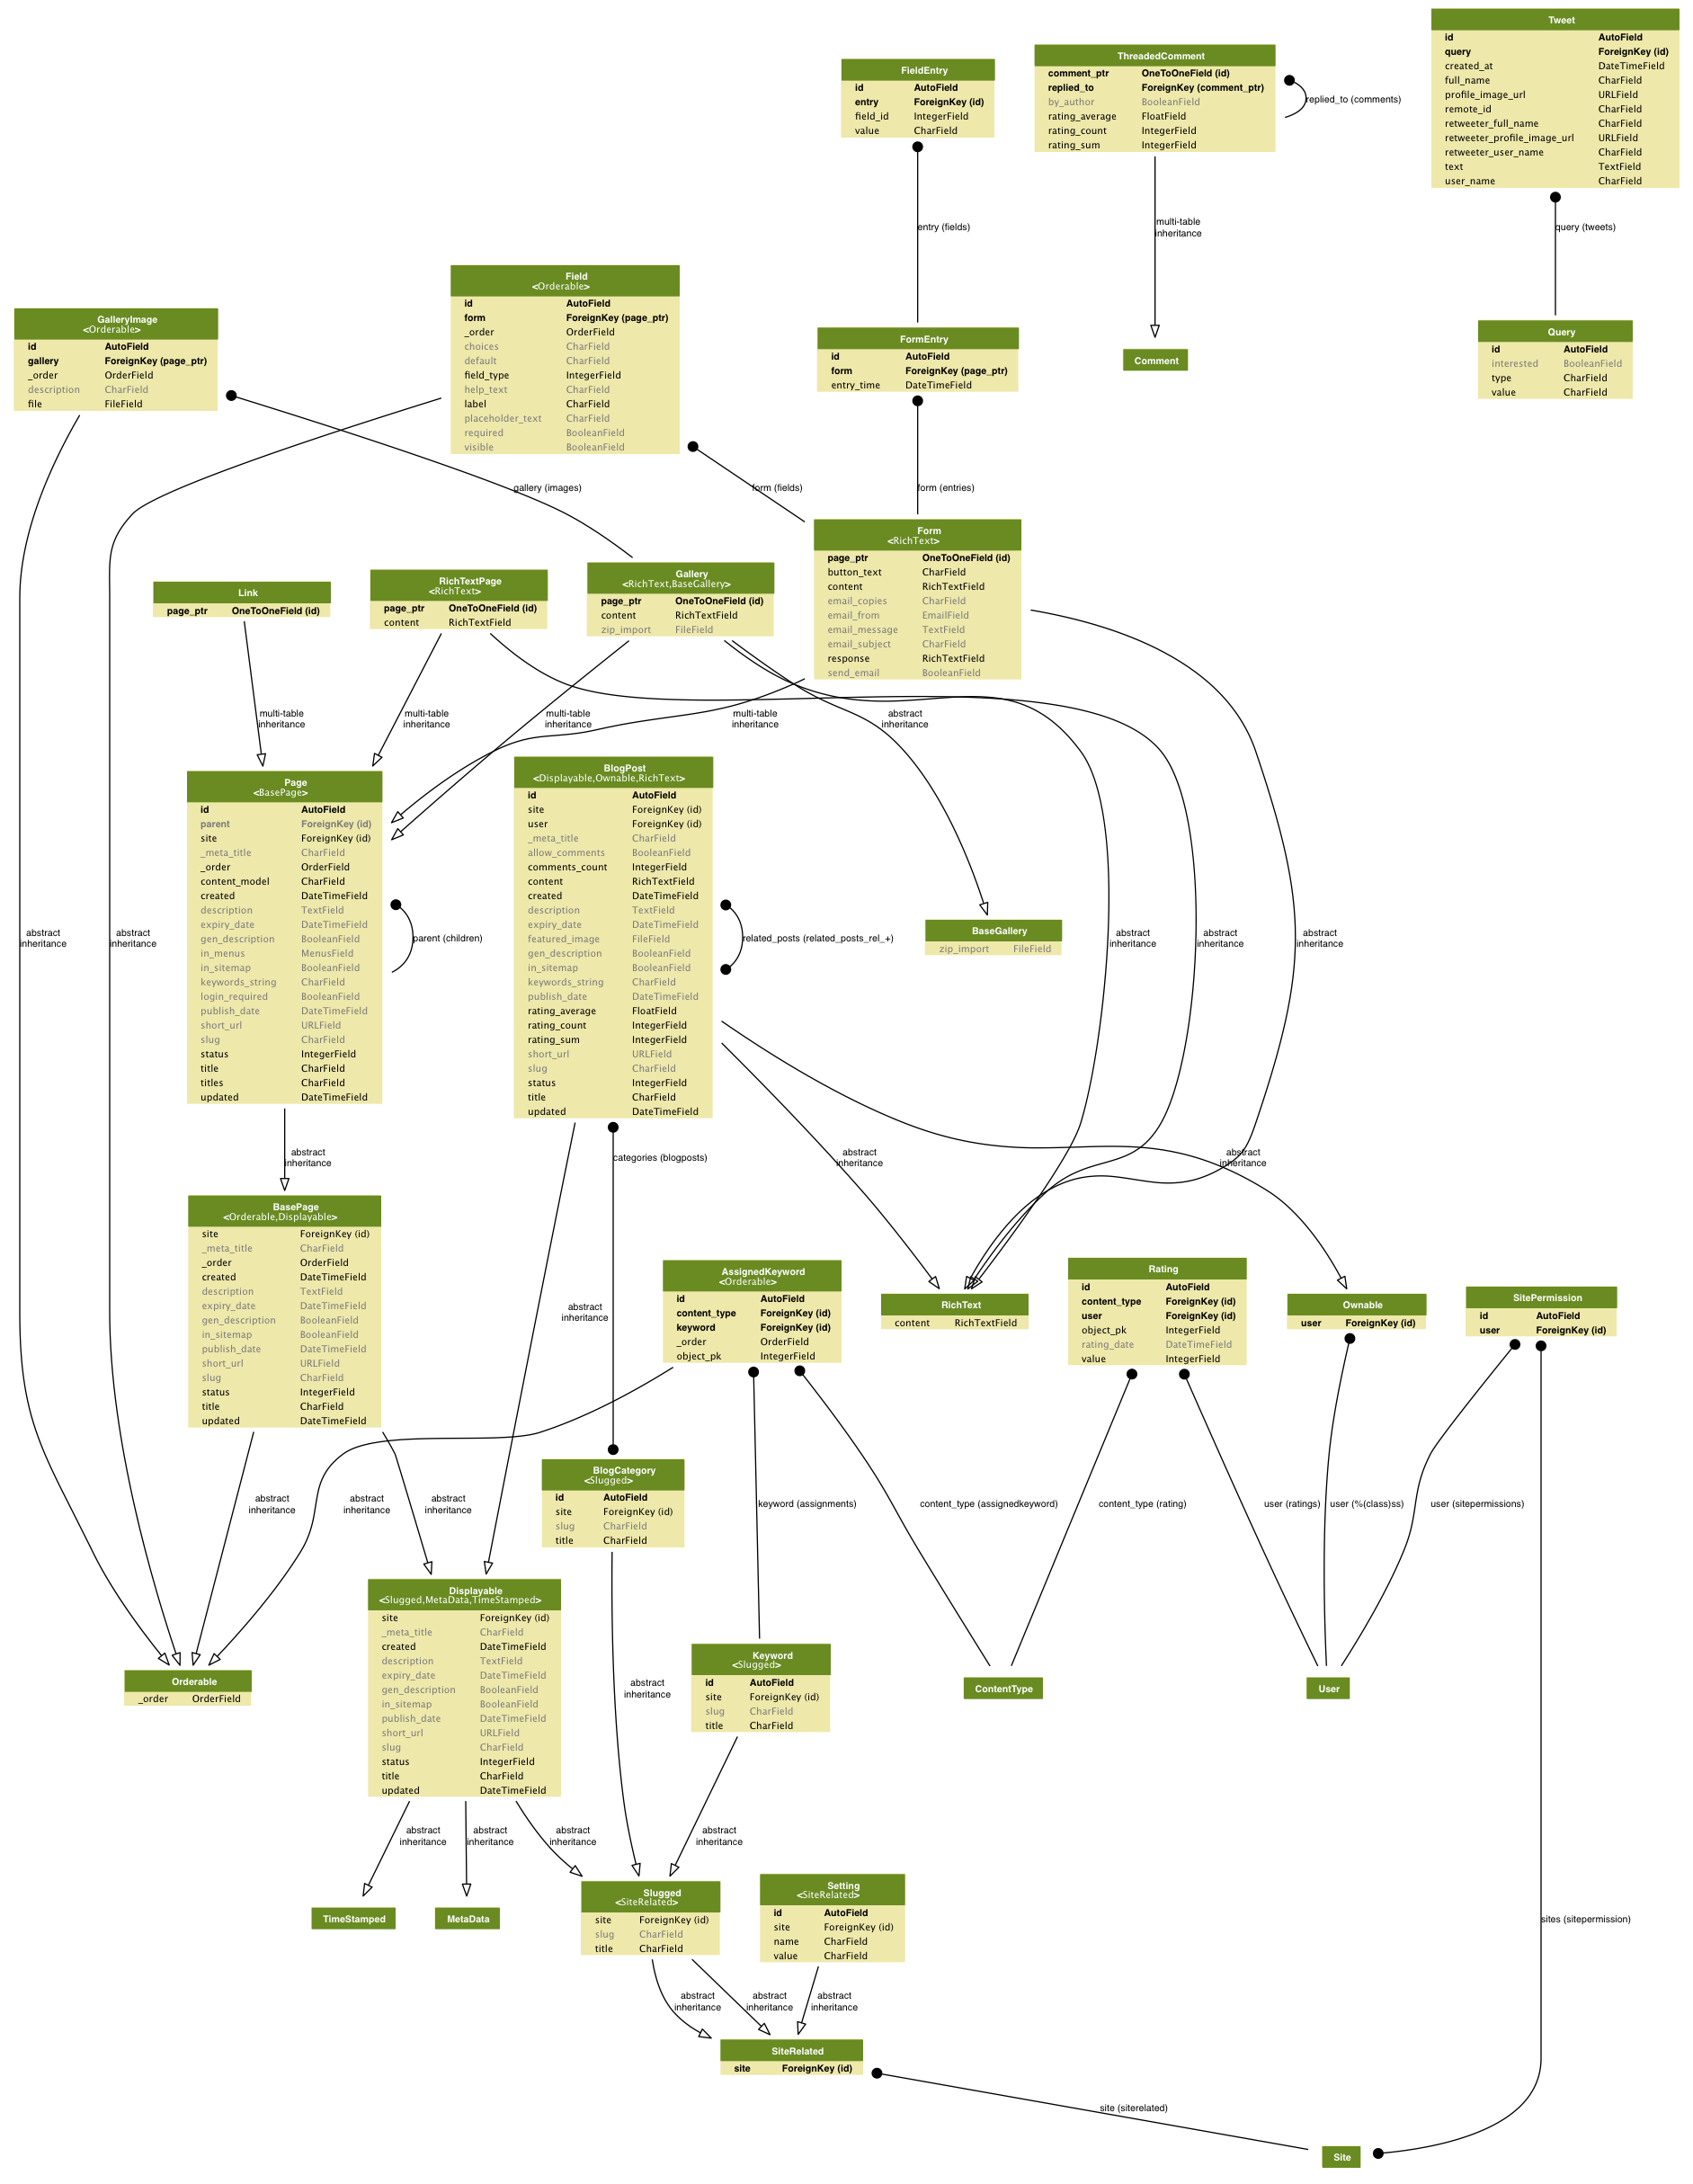 Tweet
id AutoField
query ForeignKey (id)
created_at DateTimeField
full_name CharField
profile_image_url URLField
remote_id CharField
retweeter_full_name CharField
retweeter_profile_image_url URLField
retweeter_user_name CharField
text TextField
user_name CharField
ThreadedComment
comment_ptr OneToOneField (id)
replied_to ForeignKey (comment_ptr)
by_author BooleanField
rating_average FloatField
rating_count IntegerField
rating_sum IntegerField
replied_to (comments)
FieldEntry
id AutoField
entry ForeignKey (id)
field_id IntegerField
value CharField
entry (fields)
multi-table
inheritance
query (tweets)
Field
<Orderable>
id AutoField
form ForeignKey (page_ptr)
_order OrderField
choices CharField
default CharField
field_type IntegerField
help_text CharField
label CharField
placeholder_text CharField
required BooleanField
visible BooleanField
GalleryImage
<Orderable>
id AutoField
gallery ForeignKey (page_ptr)
_order OrderField
description CharField
file FileField
FormEntry
id AutoField
form ForeignKey (page_ptr)
entry_time DateTimeField
Comment
Query
id AutoField
interested BooleanField
type CharField
value CharField
gallery (images)
form (fields)
form (entries)
Form
<RichText>
page_ptr OneToOneField (id)
button_text CharField
content RichTextField
email_copies CharField
email_from EmailField
email_message TextField
email_subject CharField
response RichTextField
send_email BooleanField
Link
page_ptr OneToOneField (id)
RichTextPage
<RichText>
page_ptr OneToOneField (id)
content RichTextField
Gallery
<RichText,BaseGallery>
page_ptr OneToOneField (id)
content RichTextField
zip_import FileField
multi-table
inheritance
multi-table
inheritance
multi-table
inheritance
multi-table
inheritance
abstract
inheritance
Page
<BasePage>
id AutoField
parent ForeignKey (id)
site ForeignKey (id)
_meta_title CharField
_order OrderField
content_model CharField
created DateTimeField
description TextField
expiry_date DateTimeField
gen_description BooleanField
in_menus MenusField
in_sitemap BooleanField
keywords_string CharField
login_required BooleanField
publish_date DateTimeField
short_url URLField
slug CharField
status IntegerField
title CharField
titles CharField
updated DateTimeField
BlogPost
<Displayable,Ownable,RichText>
id AutoField
site ForeignKey (id)
user ForeignKey (id)
_meta_title CharField
allow_comments BooleanField
comments_count IntegerField
content RichTextField
created DateTimeField
description TextField
expiry_date DateTimeField
featured_image FileField
gen_description BooleanField
in_sitemap BooleanField
keywords_string CharField
publish_date DateTimeField
rating_average FloatField
rating_count IntegerField
rating_sum IntegerField
short_url URLField
slug CharField
status IntegerField
title CharField
updated DateTimeField
abstract
inheritance
abstract
inheritance
parent (children)
related_posts (related_posts_rel_+)
BaseGallery
zip_import FileField
abstract
inheritance
abstract
inheritance
abstract
inheritance
abstract
inheritance
categories (blogposts)
abstract
inheritance
abstract
inheritance
BasePage
<Orderable,Displayable>
site ForeignKey (id)
_meta_title CharField
_order OrderField
created DateTimeField
description TextField
expiry_date DateTimeField
gen_description BooleanField
in_sitemap BooleanField
publish_date DateTimeField
short_url URLField
slug CharField
status IntegerField
title CharField
updated DateTimeField
abstract
inheritance
AssignedKeyword
<Orderable>
id AutoField
content_type ForeignKey (id)
keyword ForeignKey (id)
_order OrderField
object_pk IntegerField
RichText
content RichTextField
Rating
id AutoField
content_type ForeignKey (id)
user ForeignKey (id)
object_pk IntegerField
rating_date DateTimeField
value IntegerField
Ownable
user ForeignKey (id)
SitePermission
id AutoField
user ForeignKey (id)
BlogCategory
<Slugged>
id AutoField
site ForeignKey (id)
slug CharField
title CharField
abstract
inheritance
abstract
inheritance
abstract
inheritance
keyword (assignments)
content_type (assignedkeyword)
content_type (rating)
user (ratings)
user (%(class)ss)
user (sitepermissions)
Displayable
<Slugged,MetaData,TimeStamped>
site ForeignKey (id)
_meta_title CharField
created DateTimeField
description TextField
expiry_date DateTimeField
gen_description BooleanField
in_sitemap BooleanField
publish_date DateTimeField
short_url URLField
slug CharField
status IntegerField
title CharField
updated DateTimeField
Orderable
_order OrderField
abstract
inheritance
Keyword
<Slugged>
id AutoField
site ForeignKey (id)
slug CharField
title CharField
ContentType
User
abstract
inheritance
abstract
inheritance
abstract
inheritance
abstract
inheritance
TimeStamped
MetaData
Slugged
<SiteRelated>
site ForeignKey (id)
slug CharField
title CharField
Setting
<SiteRelated>
id AutoField
site ForeignKey (id)
name CharField
value CharField
sites (sitepermission)
abstract
inheritance
abstract
inheritance
abstract
inheritance
SiteRelated
site ForeignKey (id)
site (siterelated)
Site